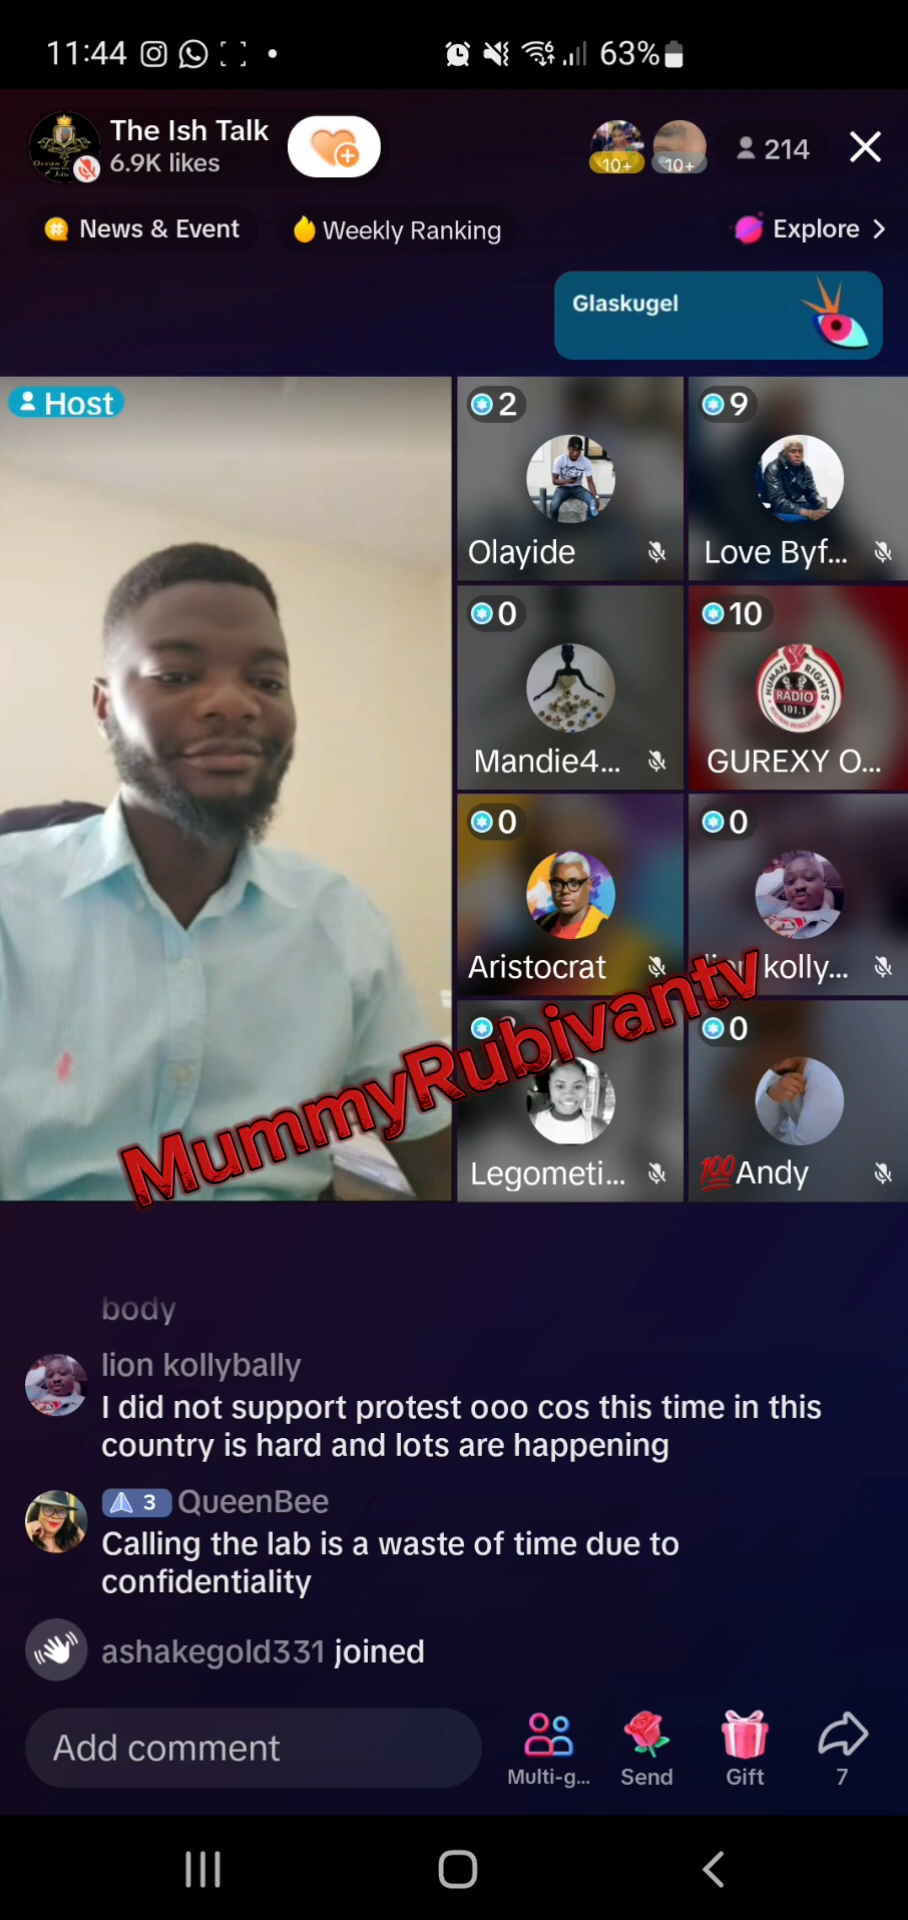 11:44
63%
The Ish Talk
6.9K likes
10+
10+
214
News & Event
Weekly Ranking
Explore
Glaskugel
Host
2
Olayide
9
Love Byf...
0
Mandie4...
10
HUMAN RIGHTS
RADIO
101.1
GUREXY O...
0
Aristocrat
0
kolly...
MummyRubivantv
Legometi...
0
💯Andy
body
lion kollybally
I did not support protest ooo cos this time in this
country is hard and lots are happening
3 QueenBee
Calling the lab is a waste of time due to
confidentiality
ashakegold331 joined
Add comment
Multi-g...
Send
Gift
7